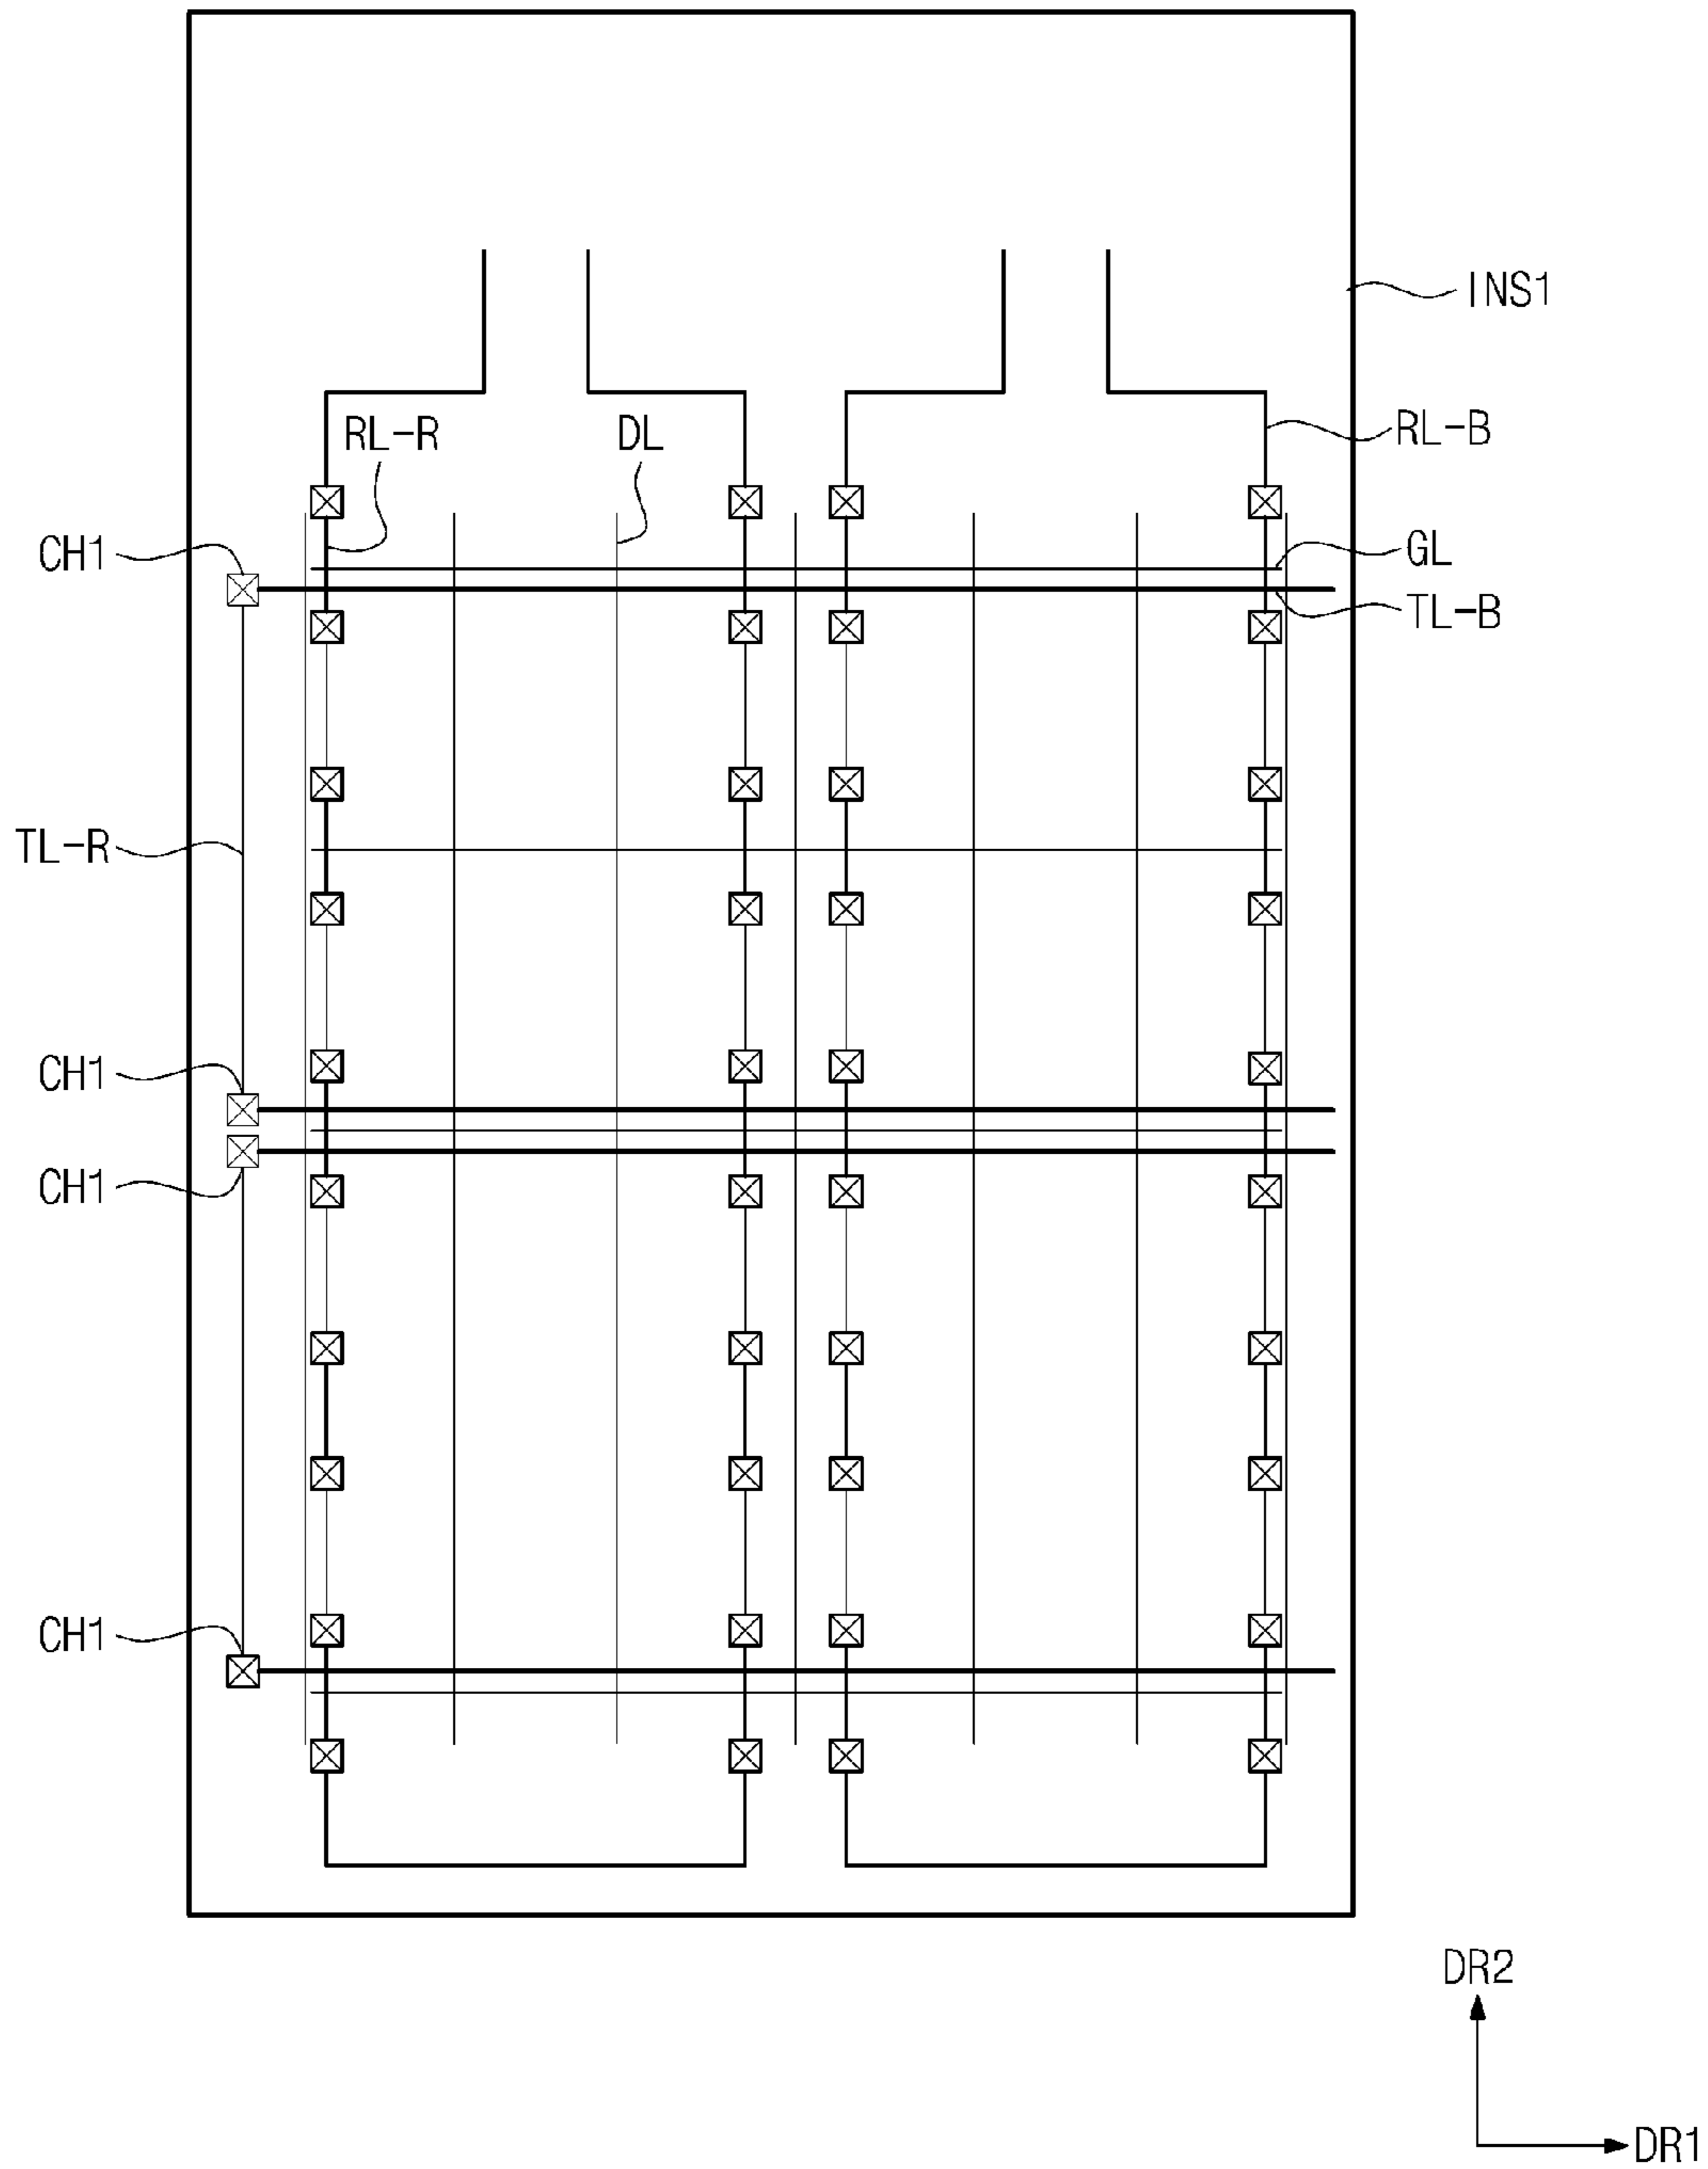 INS1
RL-R
DL
RL-B
CH1
GL
TL-B
TL-R
CH1
CH1
CH1
DR2
DR1